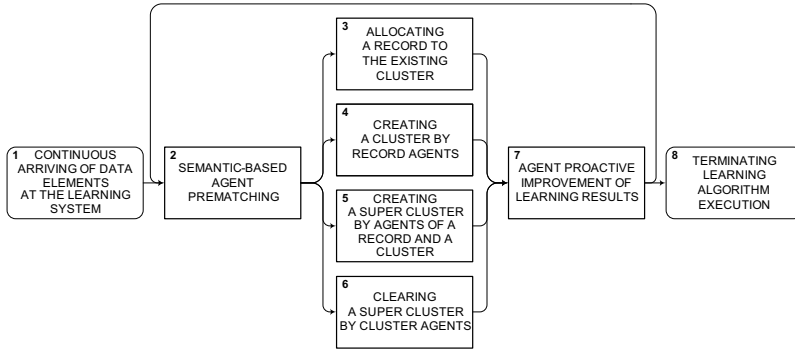 1
CONTINUOUS
ARRIVING OF DATA
ELEMENTS
AT THE LEARNING
SYSTEM
2
SEMANTIC-BASED
AGENT
PREMATCHING
3
ALLOCATING
A RECORD TO
THE EXISTING
CLUSTER
4
CREATING
A CLUSTER BY
RECORD AGENTS
5
CREATING
A SUPER CLUSTER
BY AGENTS OF A
RECORD AND A
CLUSTER
6
CLEARING
A SUPER CLUSTER
BY CLUSTER AGENTS
7
AGENT PROACTIVE
IMPROVEMENT OF
LEARNING RESULTS
8
TERMINATING
LEARNING
ALGORITHM
EXECUTION